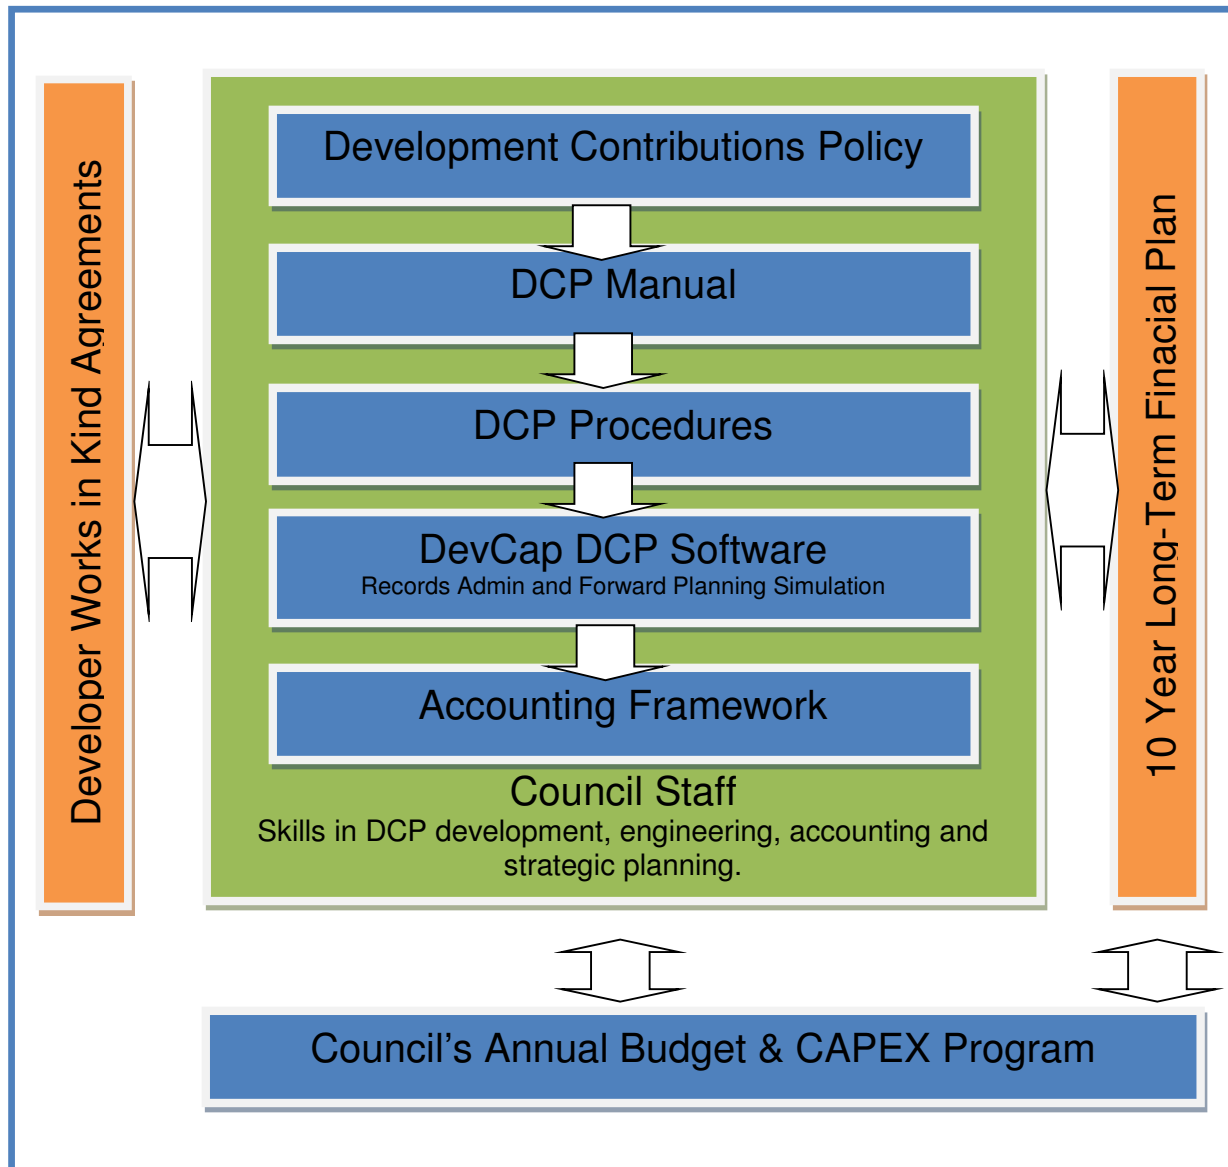 Developer Works in Kind Agreements
Development Contributions Policy
DCP Manual
DCP Procedures
DevCap DCP Software
Records Admin and Forward Planning Simulation
Accounting Framework
Council Staff
Skills in DCP development, engineering, accounting and
strategic planning.
10 Year Long-Term Finacial Plan
Council’s Annual Budget & CAPEX Program